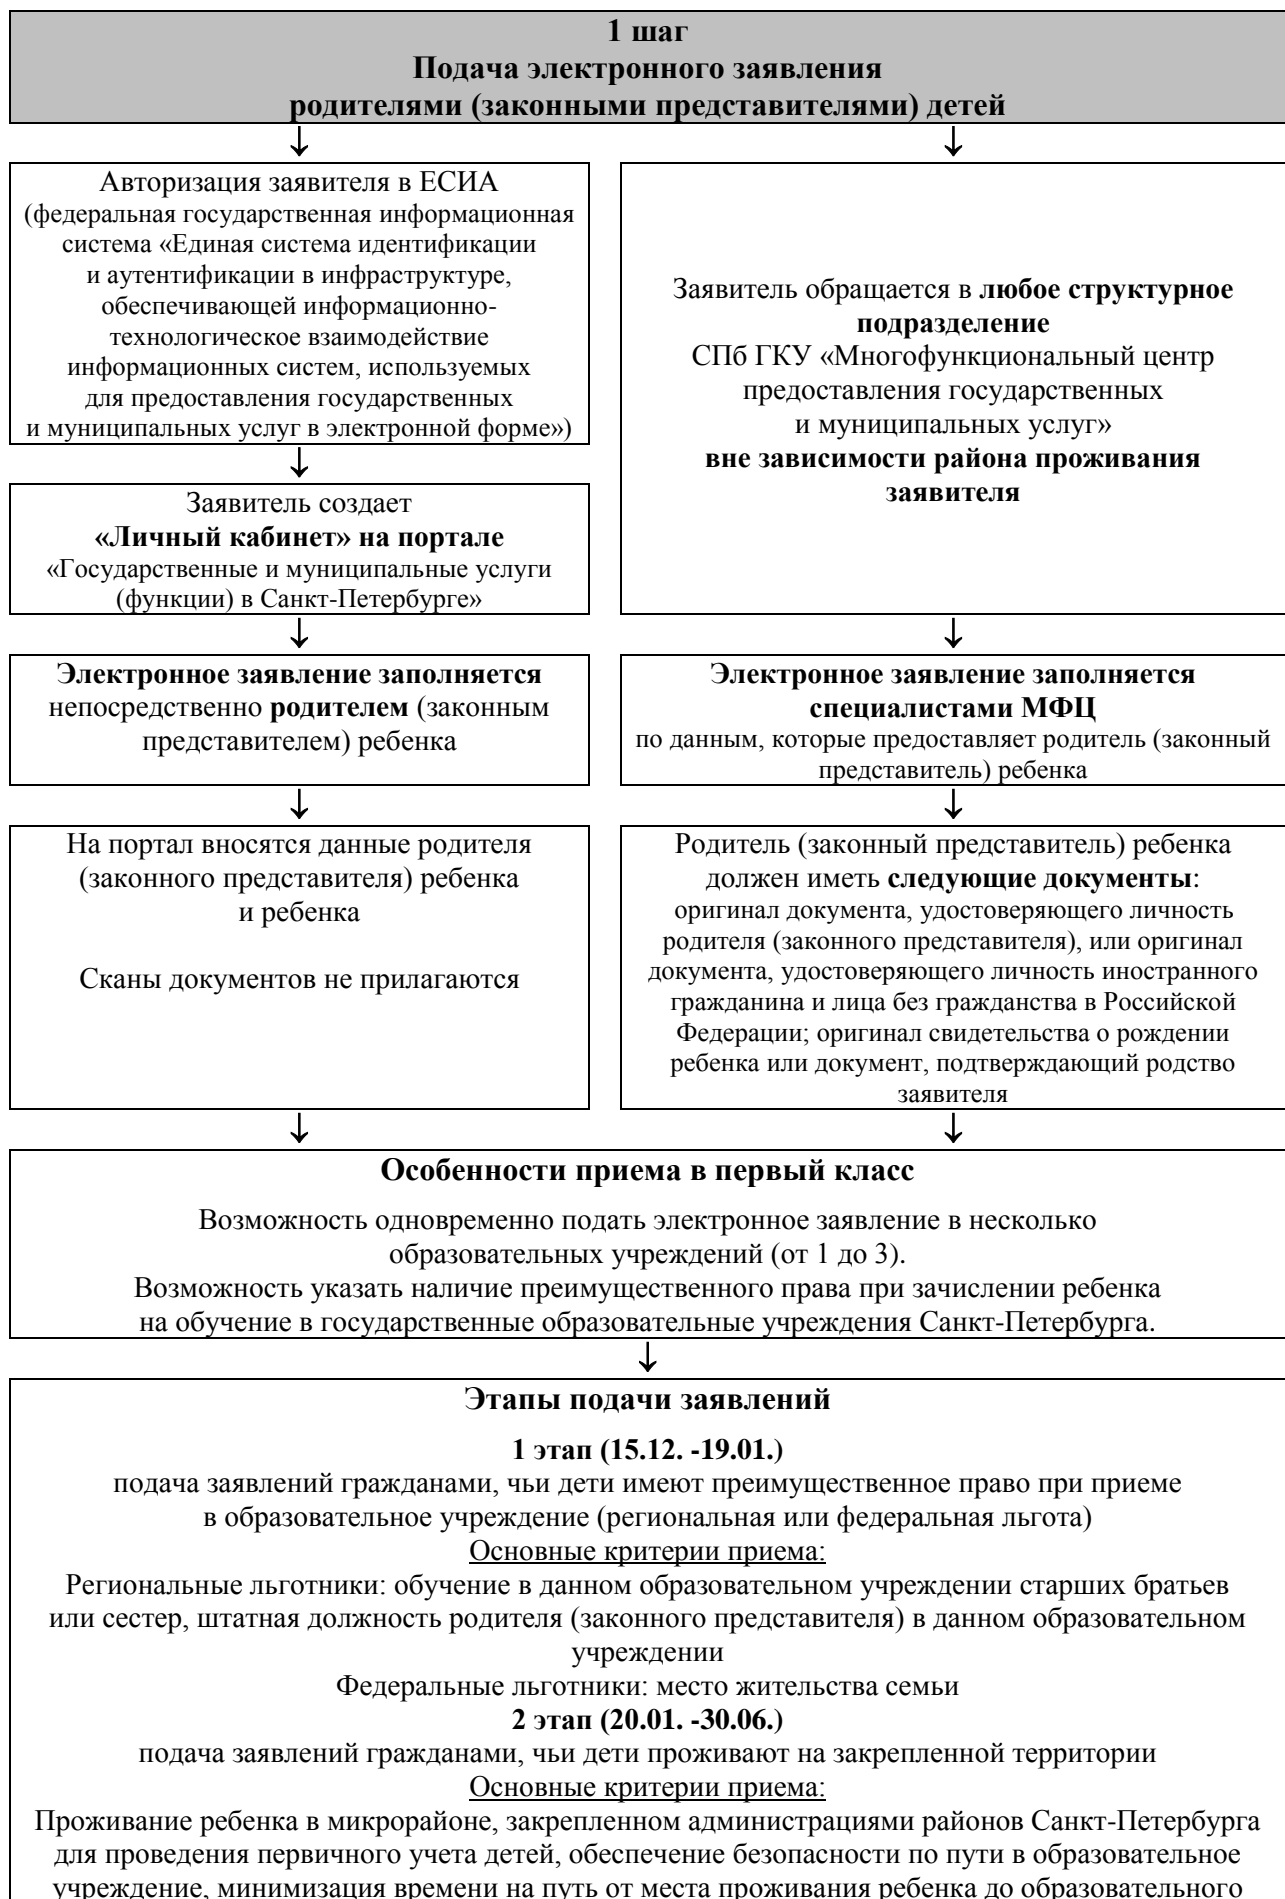 1 шаг
Подача электронного заявления
родителями (законными представителями) детей
Авторизация заявителя в ЕСИА
(федеральная государственная информационная
система «Единая система идентификации
и аутентификации в инфраструктуре,
обеспечивающей информационно-
технологическое взаимодействие
информационных систем, используемых
для предоставления государственных
и муниципальных услуг в электронной форме»)
Заявитель создает
«Личный кабинет» на портале
«Государственные и муниципальные услуги
(функции) в Санкт-Петербурге»
Заявитель обращается в любое структурное
подразделение
СПб ГКУ «Многофункциональный центр
предоставления государственных
и муниципальных услуг»
вне зависимости района проживания
заявителя
Электронное заявление заполняется
непосредственно родителем (законным
представителем) ребенка
Электронное заявление заполняется
специалистами МФЦ
по данным, которые предоставляет родитель (законный
представитель) ребенка
На портал вносятся данные родителя
(законного представителя) ребенка
и ребенка
Сканы документов не прилагаются
Родитель (законный представитель) ребенка
должен иметь следующие документы:
оригинал документа, удостоверяющего личность
родителя (законного представителя), или оригинал
документа, удостоверяющего личность иностранного
гражданина и лица без гражданства в Российской
Федерации; оригинал свидетельства о рождении
ребенка или документ, подтверждающий родство
заявителя
Особенности приема в первый класс
Возможность одновременно подать электронное заявление в несколько
образовательных учреждений (от 1 до 3).
Возможность указать наличие преимущественного права при зачислении ребенка
на обучение в государственные образовательные учреждения Санкт-Петербурга.
Этапы подачи заявлений
1 этап (15.12. -19.01.)
подача заявлений гражданами, чьи дети имеют преимущественное право при приеме
в образовательное учреждение (региональная или федеральная льгота)
Основные критерии приема:
Региональные льготники: обучение в данном образовательном учреждении старших братьев
или сестер, штатная должность родителя (законного представителя) в данном образовательном
учреждении
Федеральные льготники: место жительства семьи
2 этап (20.01. -30.06.)
подача заявлений гражданами, чьи дети проживают на закрепленной территории
Основные критерии приема:
Проживание ребенка в микрорайоне, закрепленном администрациями районов Санкт-Петербурга
для проведения первичного учета детей, обеспечение безопасности по пути в образовательное
учреждение, минимизация времени на путь от места проживания ребенка до образовательного